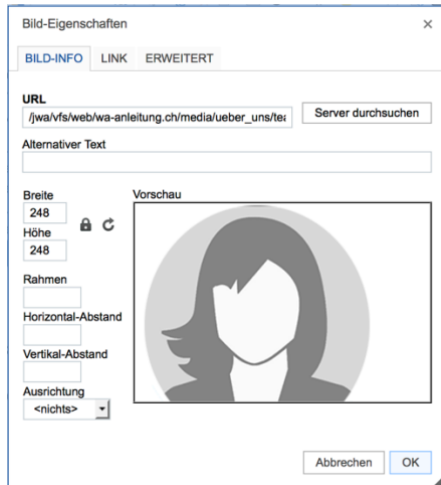 Bild-Eigenschaften
BILD-INFO LINK ERWEITERT
URL
/jwa/vfs/web/wa-anleitung.ch/media/ueber_uns/tea
Server durchsuchen
Alternativer Text
Breite
248
Höhe
248
Rahmen
Horizontal-Abstand
Vertikal-Abstand
Ausrichtung
<nichts>
Vorschau
Abbrechen OK